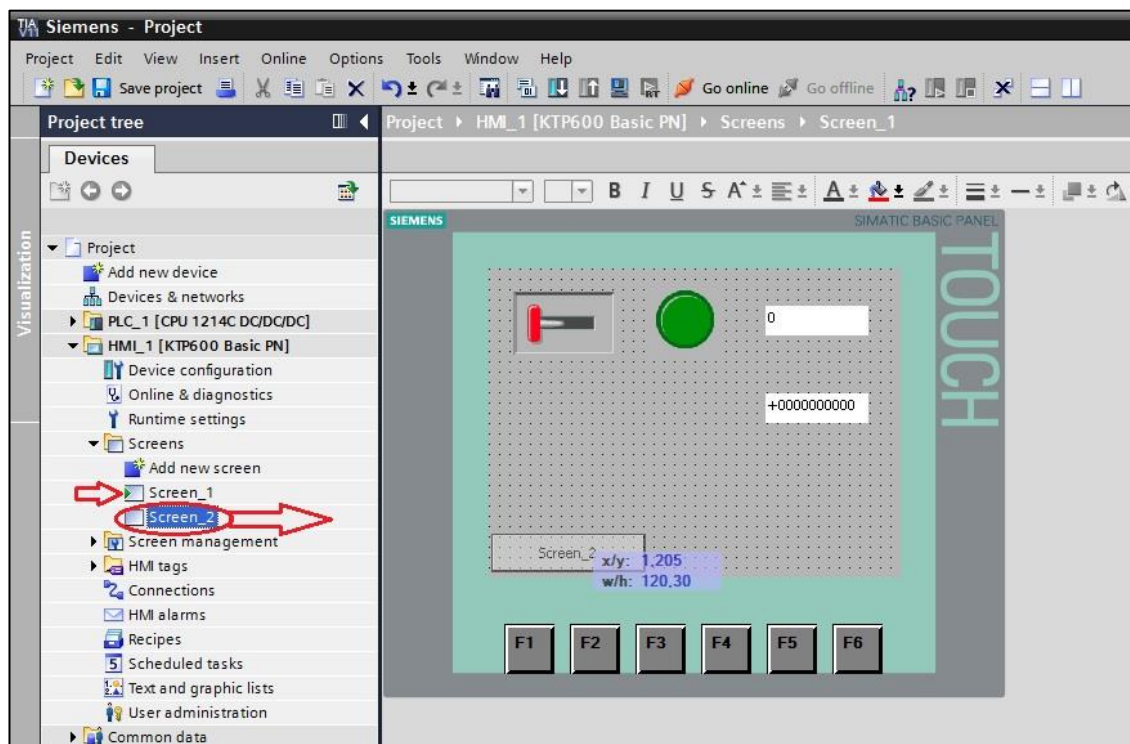 TIA V11 Siemens - Project
Project Edit View Insert Online Options Tools Window Help
Save project RT Go online Go offline
Project tree
Project HMI_1 [KTP600 Basic PN] Screens Screen_1
Devices
B I U S A A
SIEMENS SIMATIC BASIC PANEL
Visualization
TOUCH
Project
Add new device
Devices & networks
PLC_1 [CPU 1214C DC/DC/DC]
HMI_1 [KTP600 Basic PN]
Device configuration
Online & diagnostics
Runtime settings
Screens
Add new screen
Screen_1
Screen_2
Screen management
HMI tags
Connections
HMI alarms
Recipes
5 Scheduled tasks
Text and graphic lists
User administration
Common data
0
+0000000000
Screen_2
x/y: 1,205
w/h: 120,30
F1 F2 F3 F4 F5 F6